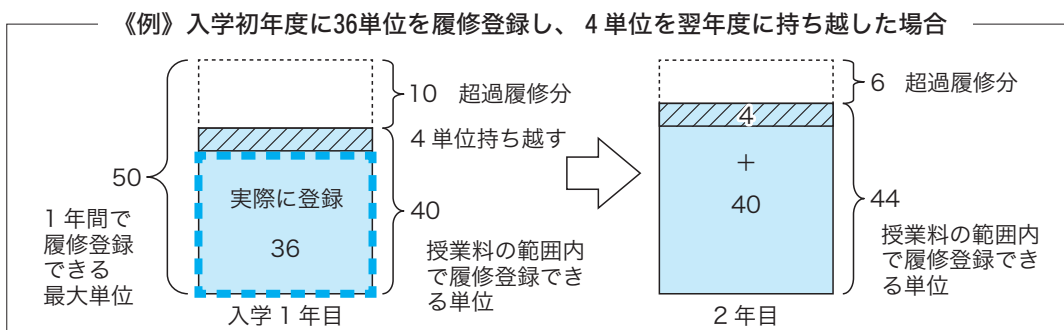 《例》入学初年度に36単位を履修登録し、4単位を翌年度に持ち越した場合
50
1年間で
履修登録
できる
最大単位
10 超過履修分
4単位持ち越す
実際に登録
36
40
授業料の範囲内
で履修登録でき
る単位
入学1年目
6 超過履修分
4
＋
40
44
授業料の範囲内
で履修登録でき
る単位
2年目